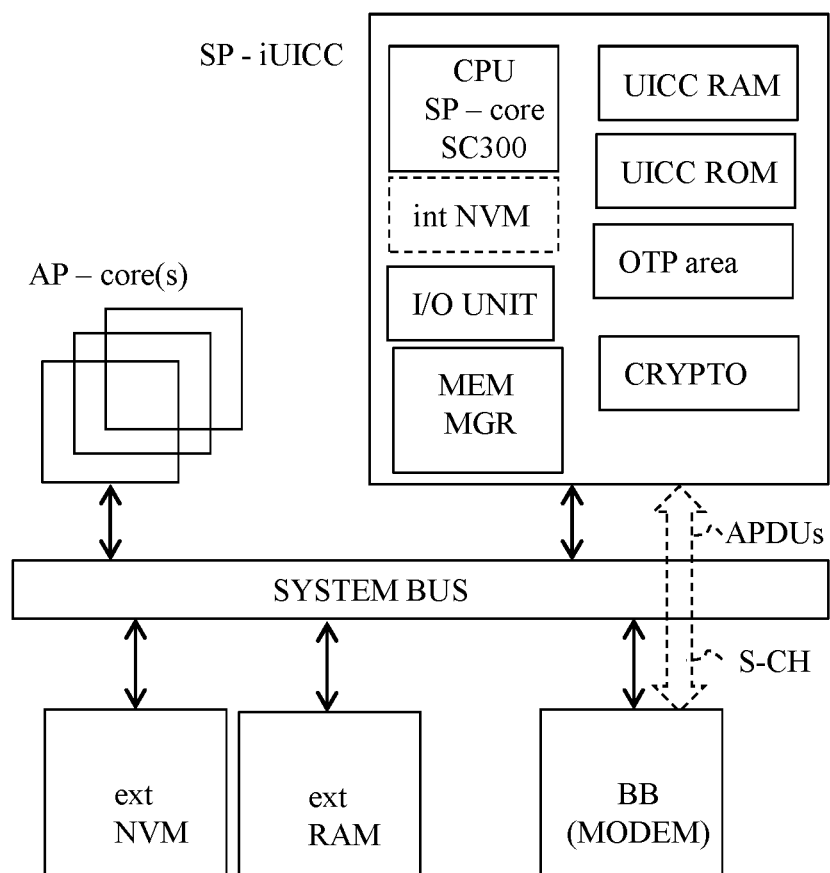 SP - iUICC
CPU
SP – core
SC300
UICC RAM
UICC ROM
int NVM
OTP area
AP – core(s)
I/O UNIT
MEM
MGR
CRYPTO
APDUs
SYSTEM BUS
S-CH
ext
NVM
ext
RAM
BB
(MODEM)